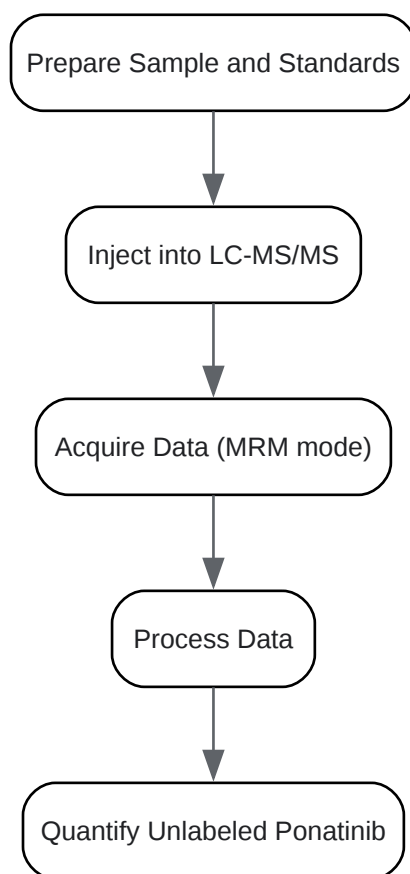 Prepare Sample and Standards
Inject into LC-MS/MS
Acquire Data (MRM mode)
Process Data
Quantify Unlabeled Ponatinib